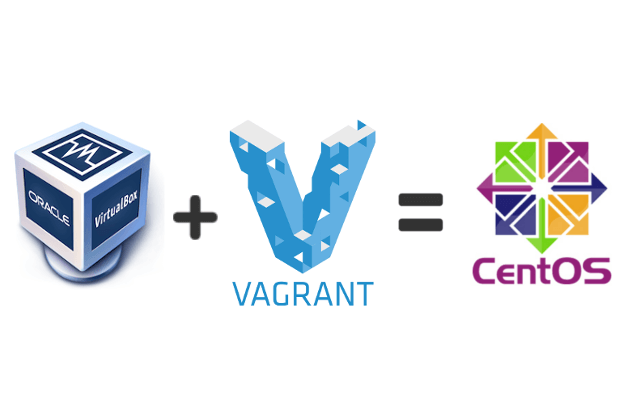 ORACLE
VirtualBox
+
VAGRANT
=
CentOS